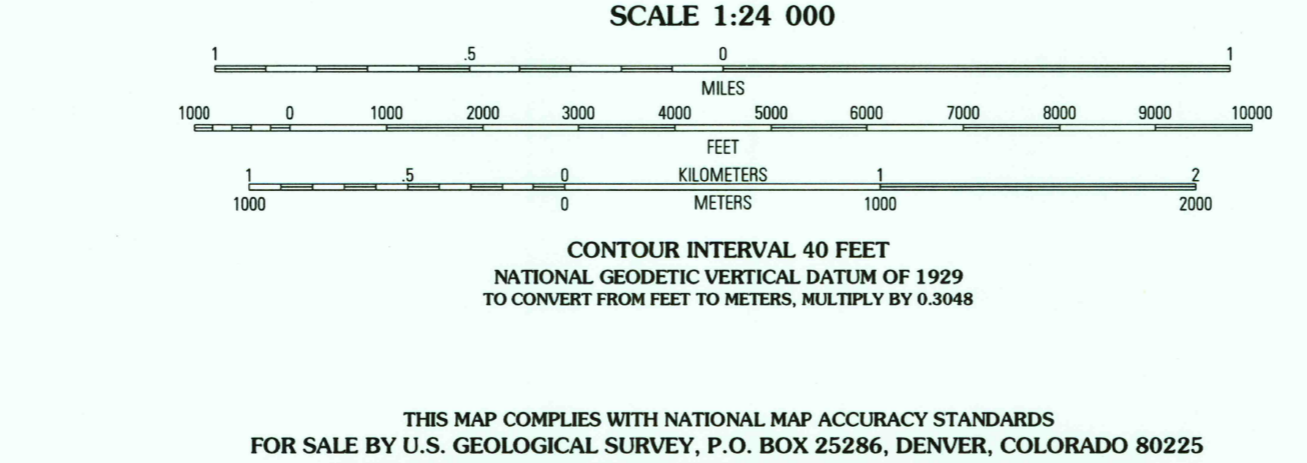 SCALE 1:24 000
1 .5 0 1
MILES
1000 0 1000 2000 3000 4000 5000 6000 7000 8000 9000 10000
FEET
1 .5 0 KILOMETERS 1 2
1000 0 METERS 1000 2000
CONTOUR INTERVAL 40 FEET
NATIONAL GEODETIC VERTICAL DATUM OF 1929
TO CONVERT FROM FEET TO METERS, MULTIPLY BY 0.3048
THIS MAP COMPLIES WITH NATIONAL MAP ACCURACY STANDARDS
FOR SALE BY U.S. GEOLOGICAL SURVEY, P.O. BOX 25286, DENVER, COLORADO 80225